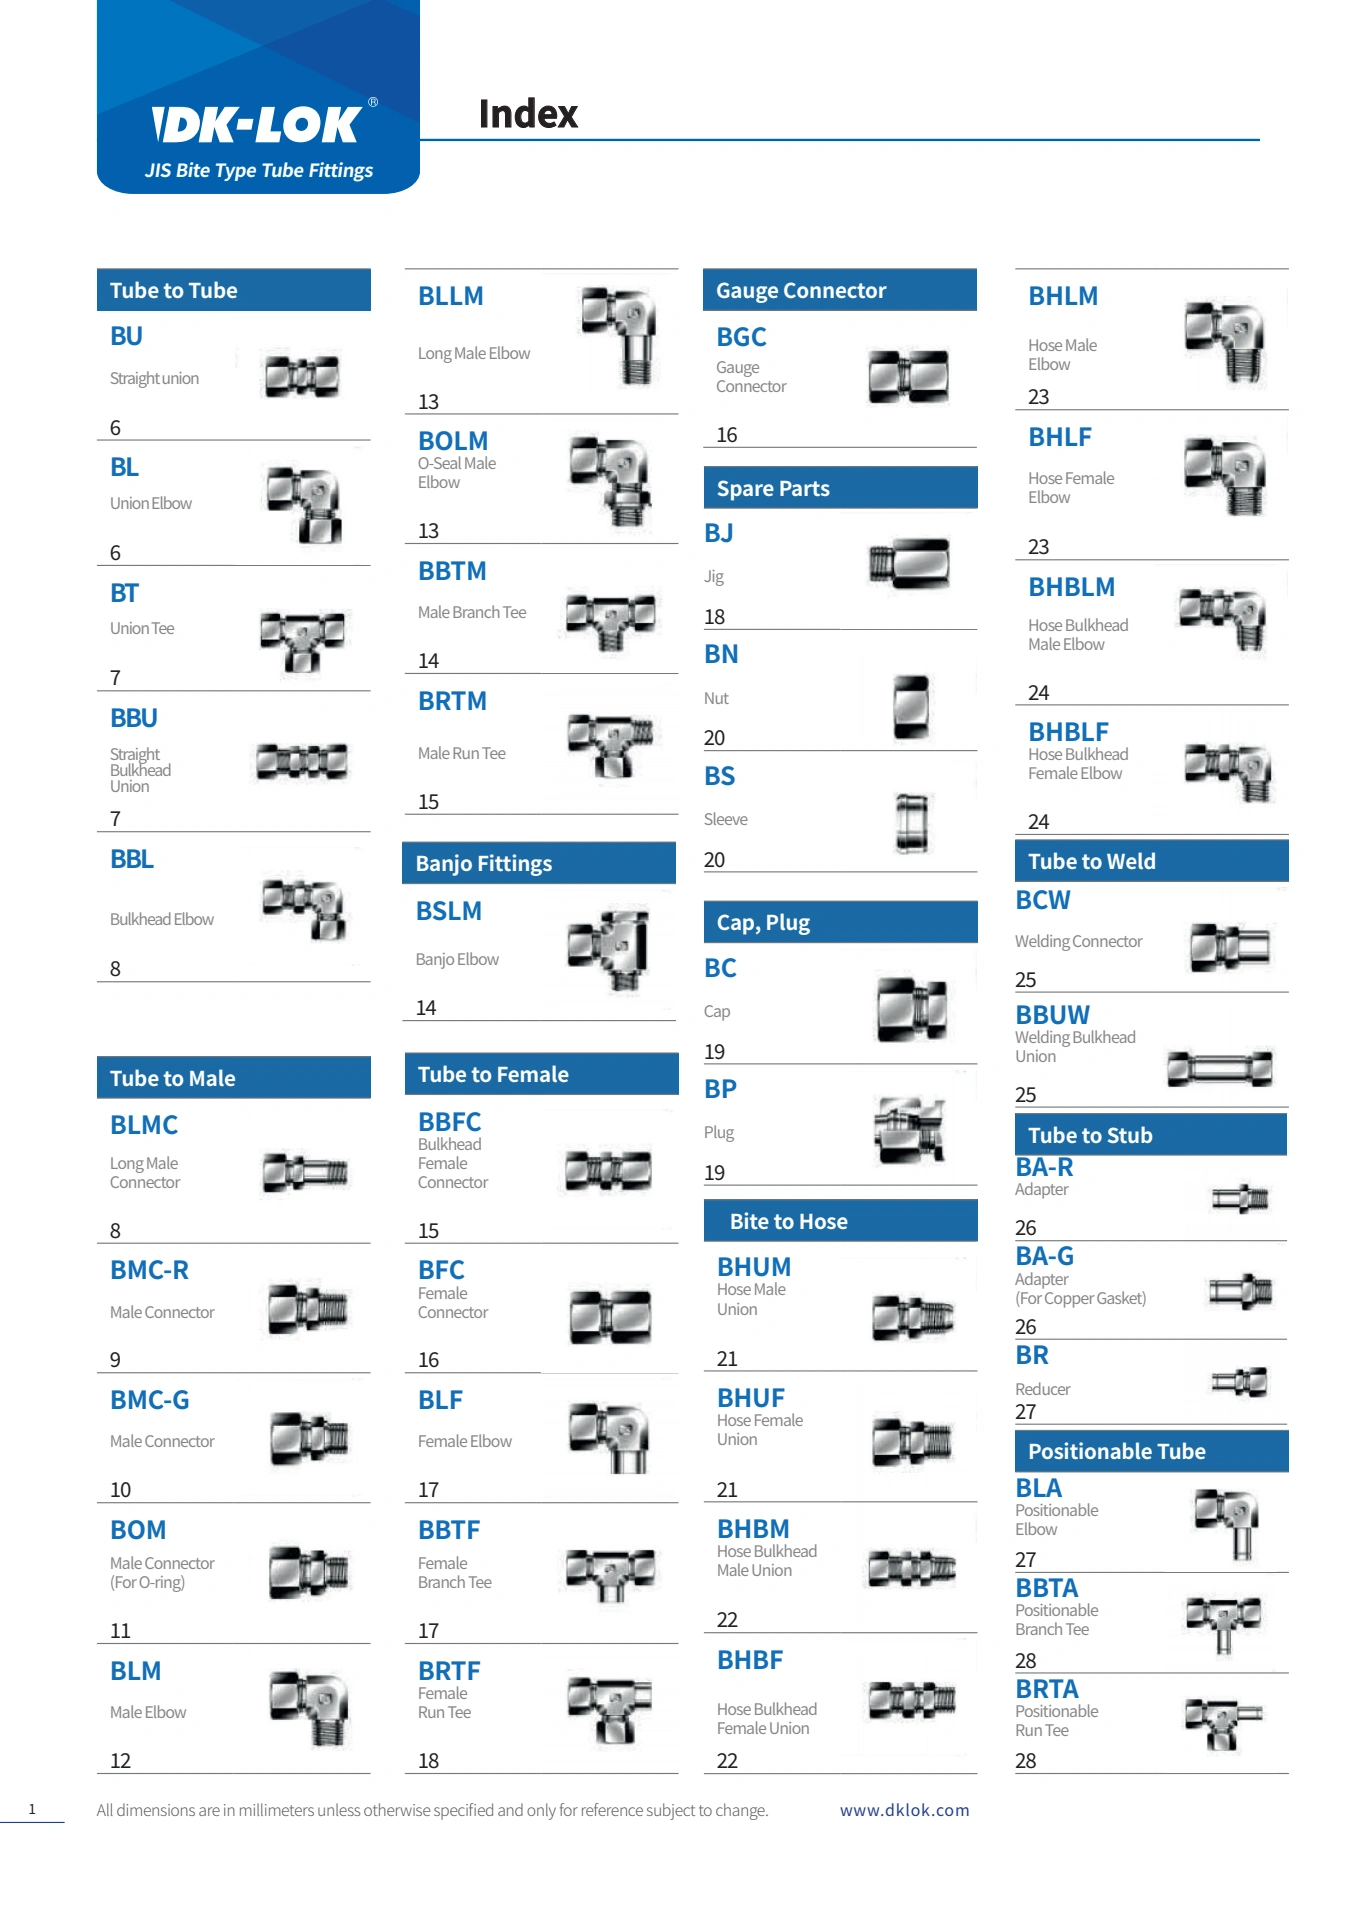 DK-LOK®
JIS Bite Type Tube Fittings
Index
Tube to Tube
BU
Straight union
6
BL
Union Elbow
6
BT
Union Tee
7
BBU
Straight
Bulkhead
Union
7
BBL
Bulkhead Elbow
8
Tube to Male
BLMC
Long Male
Connector
8
BMC-R
Male Connector
9
BMC-G
Male Connector
10
BOM
Male Connector
(For O-ring)
11
BLM
Male Elbow
12
BLLM
Long Male Elbow
13
BOLM
O-Seal Male
Elbow
13
BBTM
Male Branch Tee
14
BRTM
Male Run Tee
15
Banjo Fittings
BSLM
Banjo Elbow
14
Tube to Female
BBFC
Bulkhead
Female
Connector
15
BFC
Female
Connector
16
BLF
Female Elbow
17
BBTF
Female
Branch Tee
17
BRTF
Female
Run Tee
18
Gauge Connector
BGC
Gauge
Connector
16
Spare Parts
BJ
Jig
18
BN
Nut
20
BS
Sleeve
20
Cap, Plug
BC
Cap
19
BP
Plug
19
Bite to Hose
BHUM
Hose Male
Union
21
BHUF
Hose Female
Union
21
BHBM
Hose Bulkhead
Male Union
22
BHBF
Hose Bulkhead
Female Union
22
BHLM
Hose Male
Elbow
23
BHLF
Hose Female
Elbow
23
BHBLM
Hose Bulkhead
Male Elbow
24
BHBLF
Hose Bulkhead
Female Elbow
24
Tube to Weld
BCW
Welding Connector
25
BBUW
Welding Bulkhead
Union
25
Tube to Stub
BA-R
Adapter
26
BA-G
Adapter
(For Copper Gasket)
26
BR
Reducer
27
Positionable Tube
BLA
Positionable
Elbow
27
BBTA
Positionable
Branch Tee
28
BRTA
Positionable
Run Tee
28
1
All dimensions are in millimeters unless otherwise specified and only for reference subject to change.
www.dklok.com